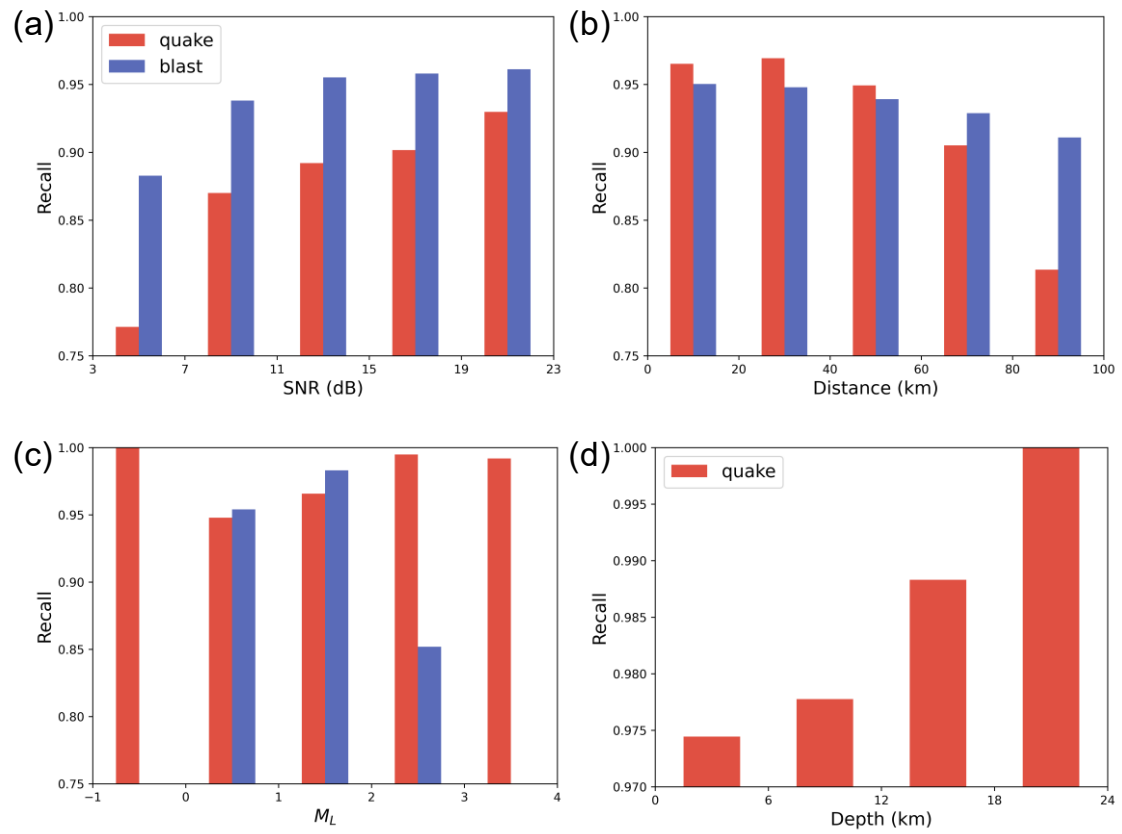 (a)
quake
blast
1.00
0.95
0.90
0.85
0.80
0.75
Recall
3 7 11 15 19 23
SNR (dB)
(b)
1.00
0.95
0.90
0.85
0.80
0.75
Recall
0 20 40 60 80 100
Distance (km)
(c)
1.00
0.95
0.90
0.85
0.80
0.75
Recall
−1 0 1 2 3 4
M_L
(d)
quake
1.000
0.995
0.990
0.985
0.980
0.975
0.970
Recall
0 6 12 18 24
Depth (km)